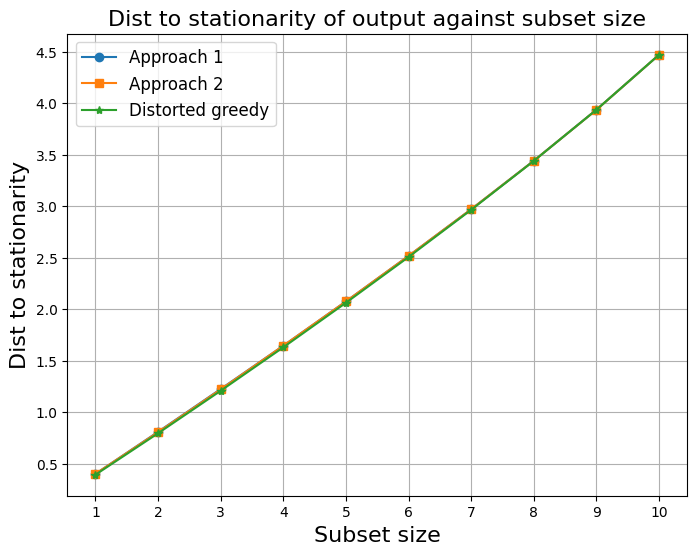 Dist to stationarity of output against subset size
Approach 1
Approach 2
Distorted greedy
Dist to stationarity
4.5
4.0
3.5
3.0
2.5
2.0
1.5
1.0
0.5
1 2 3 4 5 6 7 8 9 10
Subset size